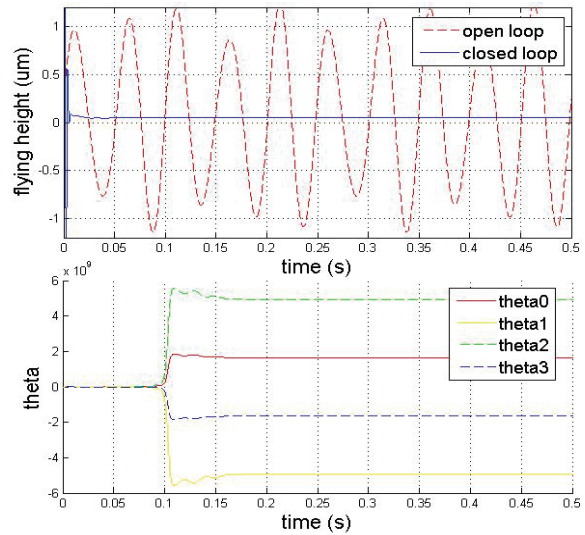 1
0.5
0
-0.5
-1
flying height (um)
open loop
closed loop
0 0.05 0.1 0.15 0.2 0.25 0.3 0.35 0.4 0.45 0.5
time (s)
x 10^9
6
4
2
0
-2
-4
-6
theta
theta0
theta1
theta2
theta3
0 0.05 0.1 0.15 0.2 0.25 0.3 0.35 0.4 0.45 0.5
time (s)